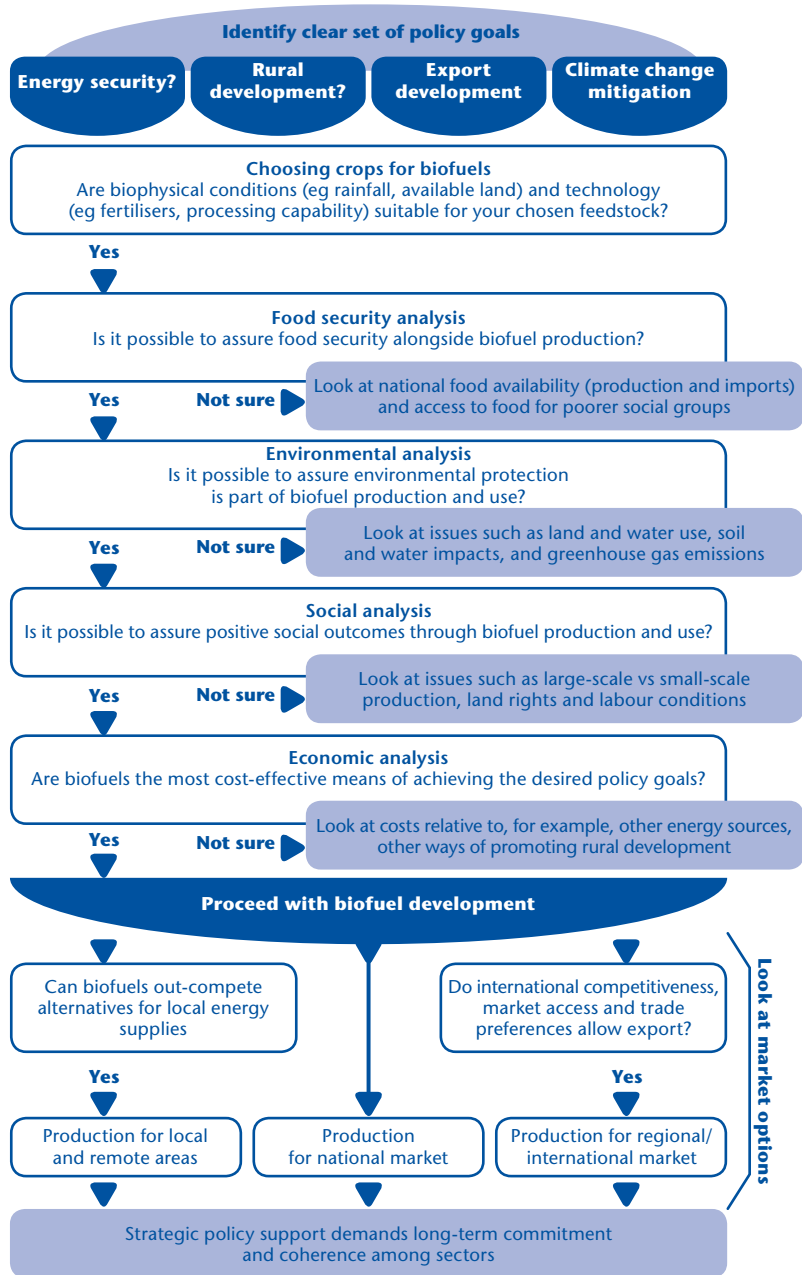 Identify clear set of policy goals
Energy security?
Rural
development?
Export
development
Climate change
mitigation
Choosing crops for biofuels
Are biophysical conditions (eg rainfall, available land) and technology
(eg fertilisers, processing capability) suitable for your chosen feedstock?
Yes
Food security analysis
Is it possible to assure food security alongside biofuel production?
Yes
Not sure
Look at national food availability (production and imports)
and access to food for poorer social groups
Environmental analysis
Is it possible to assure environmental protection
is part of biofuel production and use?
Yes
Not sure
Look at issues such as land and water use, soil
and water impacts, and greenhouse gas emissions
Social analysis
Is it possible to assure positive social outcomes through biofuel production and use?
Yes
Not sure
Look at issues such as large-scale vs small-scale
production, land rights and labour conditions
Economic analysis
Are biofuels the most cost-effective means of achieving the desired policy goals?
Yes
Not sure
Look at costs relative to, for example, other energy sources,
other ways of promoting rural development
Proceed with biofuel development
Can biofuels out-compete
alternatives for local energy
supplies
Do international competitiveness,
market access and trade
preferences allow export?
Look at market options
Yes
Yes
Production for local
and remote areas
Production
for national market
Production for regional/
international market
Strategic policy support demands long-term commitment
and coherence among sectors